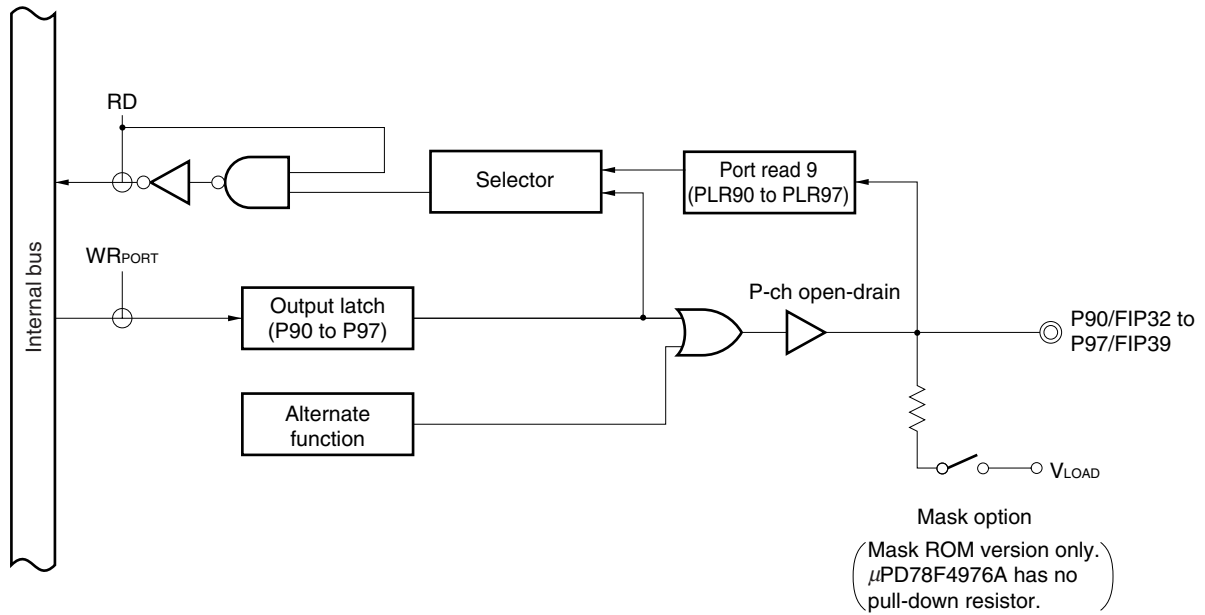 RD
Selector
Port read 9
(PLR90 to PLR97)
Internal bus
WRPORT
Output latch
(P90 to P97)
P-ch open-drain
P90/FIP32 to
P97/FIP39
Alternate
function
VLOAD
Mask option
(Mask ROM version only.
μPD78F4976A has no
pull-down resistor.)